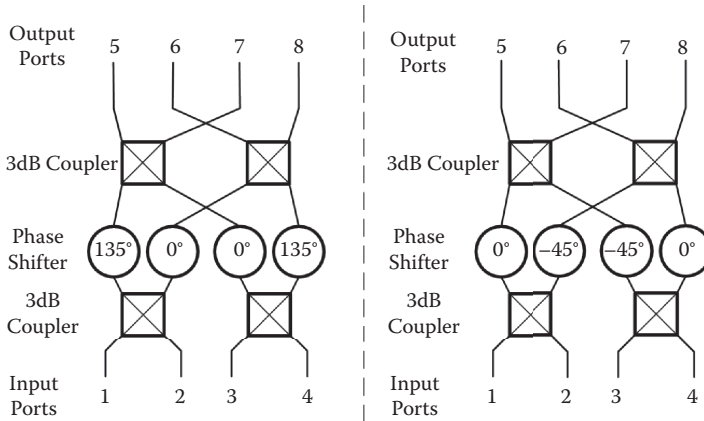 Output Ports 5 6 7 8
3dB Coupler
Phase Shifter 135° 0° 0° 135°
3dB Coupler
Input Ports 1 2 3 4
Output Ports 5 6 7 8
3dB Coupler
Phase Shifter 0° −45° −45° 0°
3dB Coupler
Input Ports 1 2 3 4